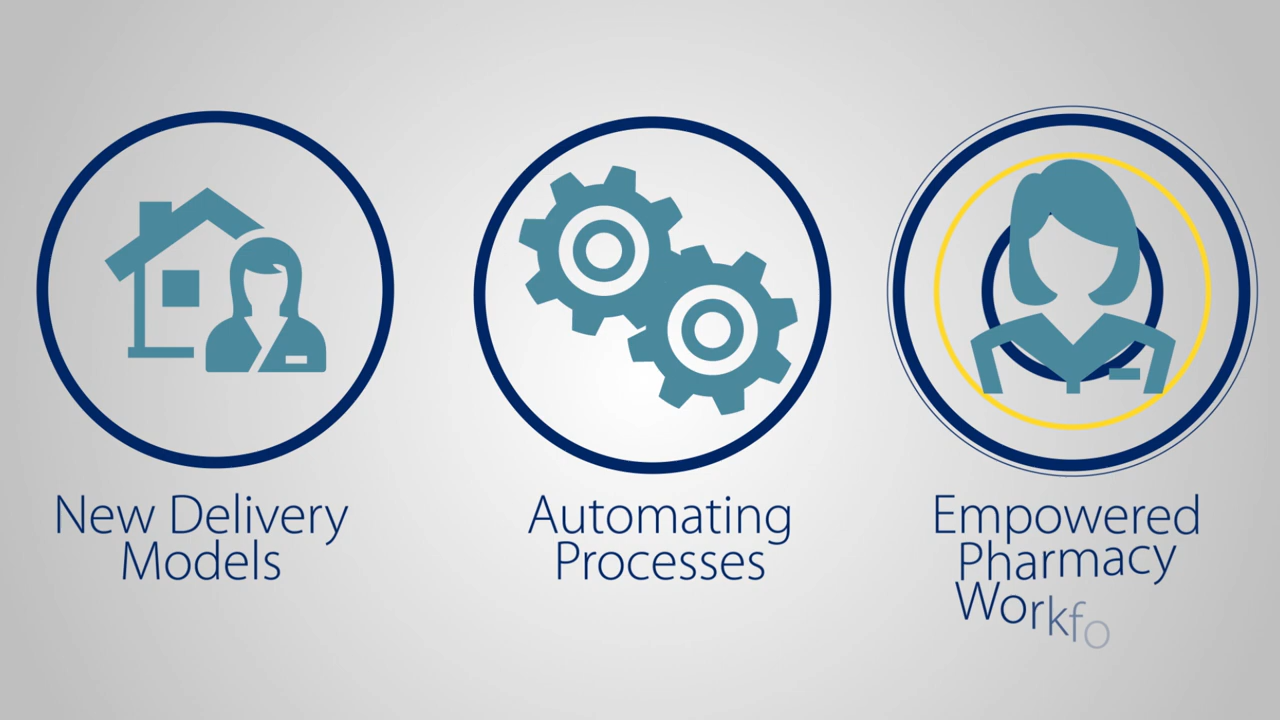 New Delivery
Models
Automating
Processes
Empowered
Pharmacy
Workfo